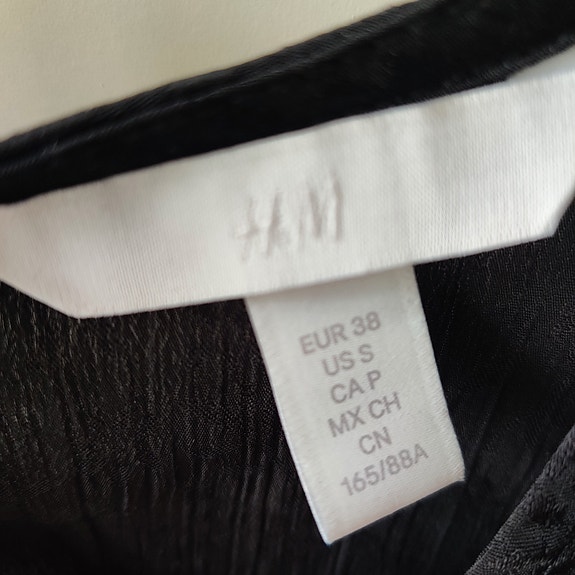 H&M
EUR 38
US S
CA P
MX CH
CN
165/88A